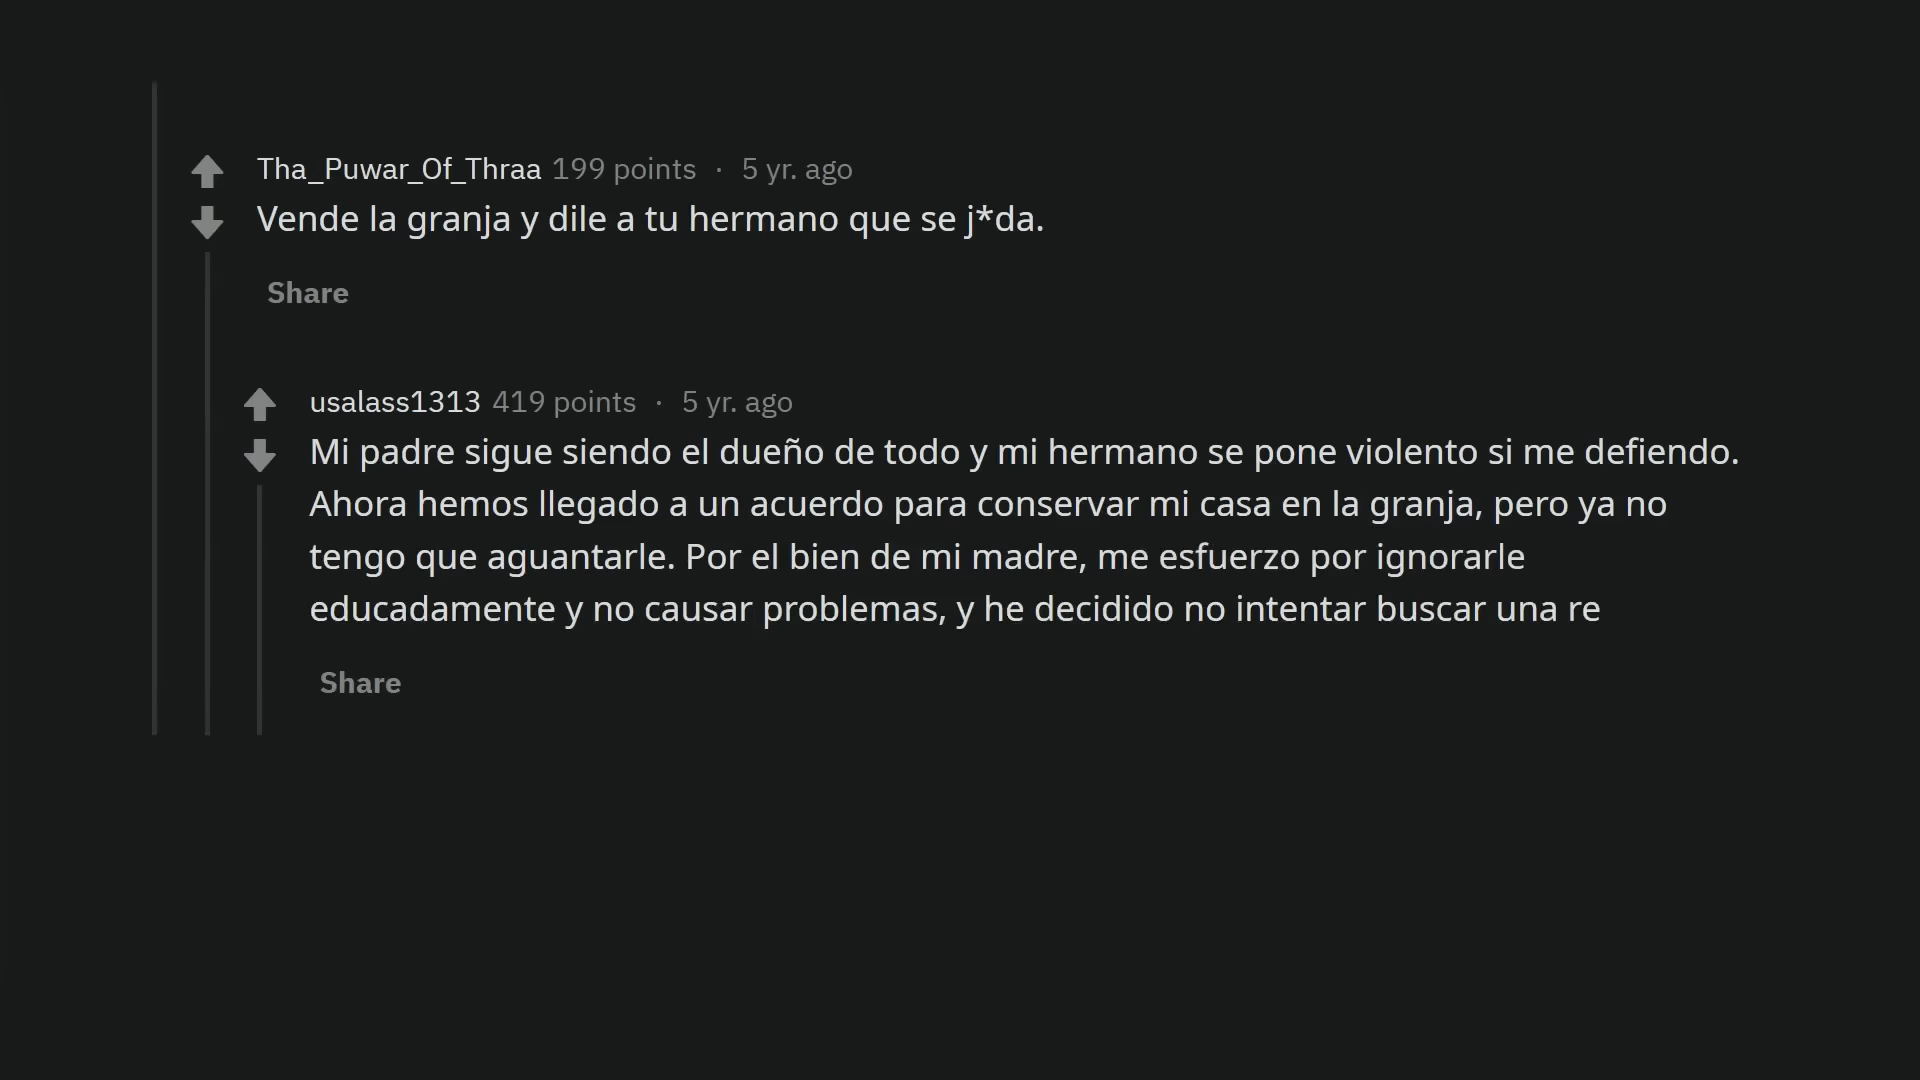 Tha_Puwar_Of_Thraa 199 points · 5 yr. ago
Vende la granja y dile a tu hermano que se j*da.
Share
usalass1313 419 points · 5 yr. ago
Mi padre sigue siendo el dueño de todo y mi hermano se pone violento si me defiendo.
Ahora hemos llegado a un acuerdo para conservar mi casa en la granja, pero ya no
tengo que aguantarle. Por el bien de mi madre, me esfuerzo por ignorarle
educadamente y no causar problemas, y he decidido no intentar buscar una re
Share